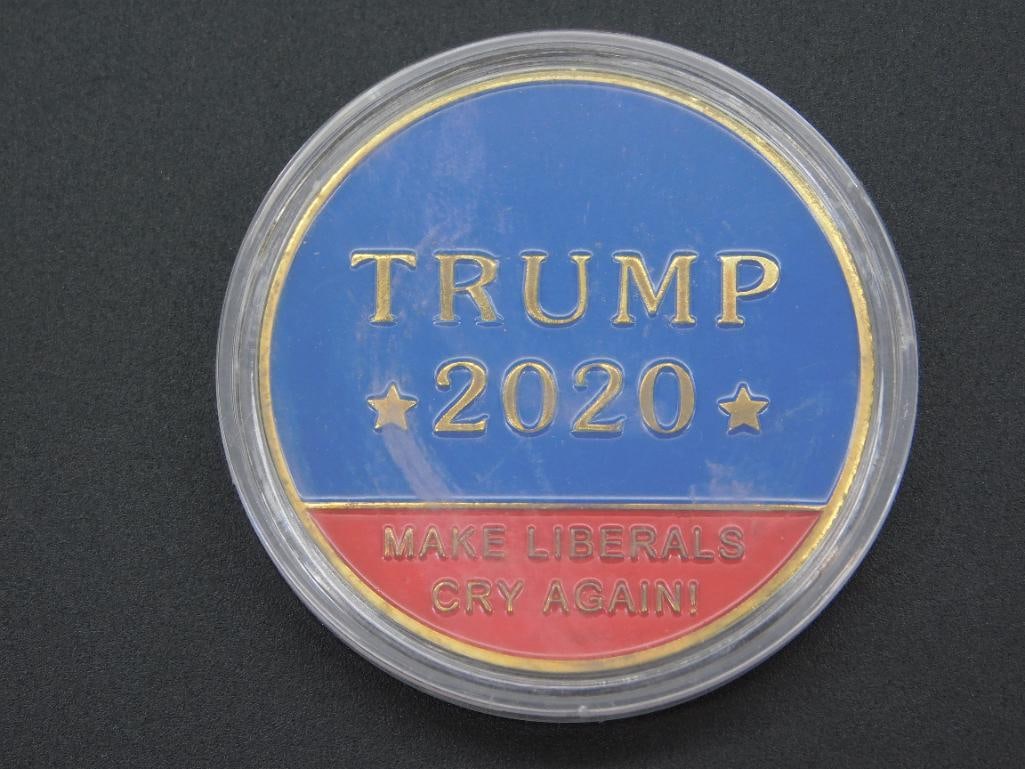 TRUMP
2020
MAKE LIBERALS
CRY AGAIN!